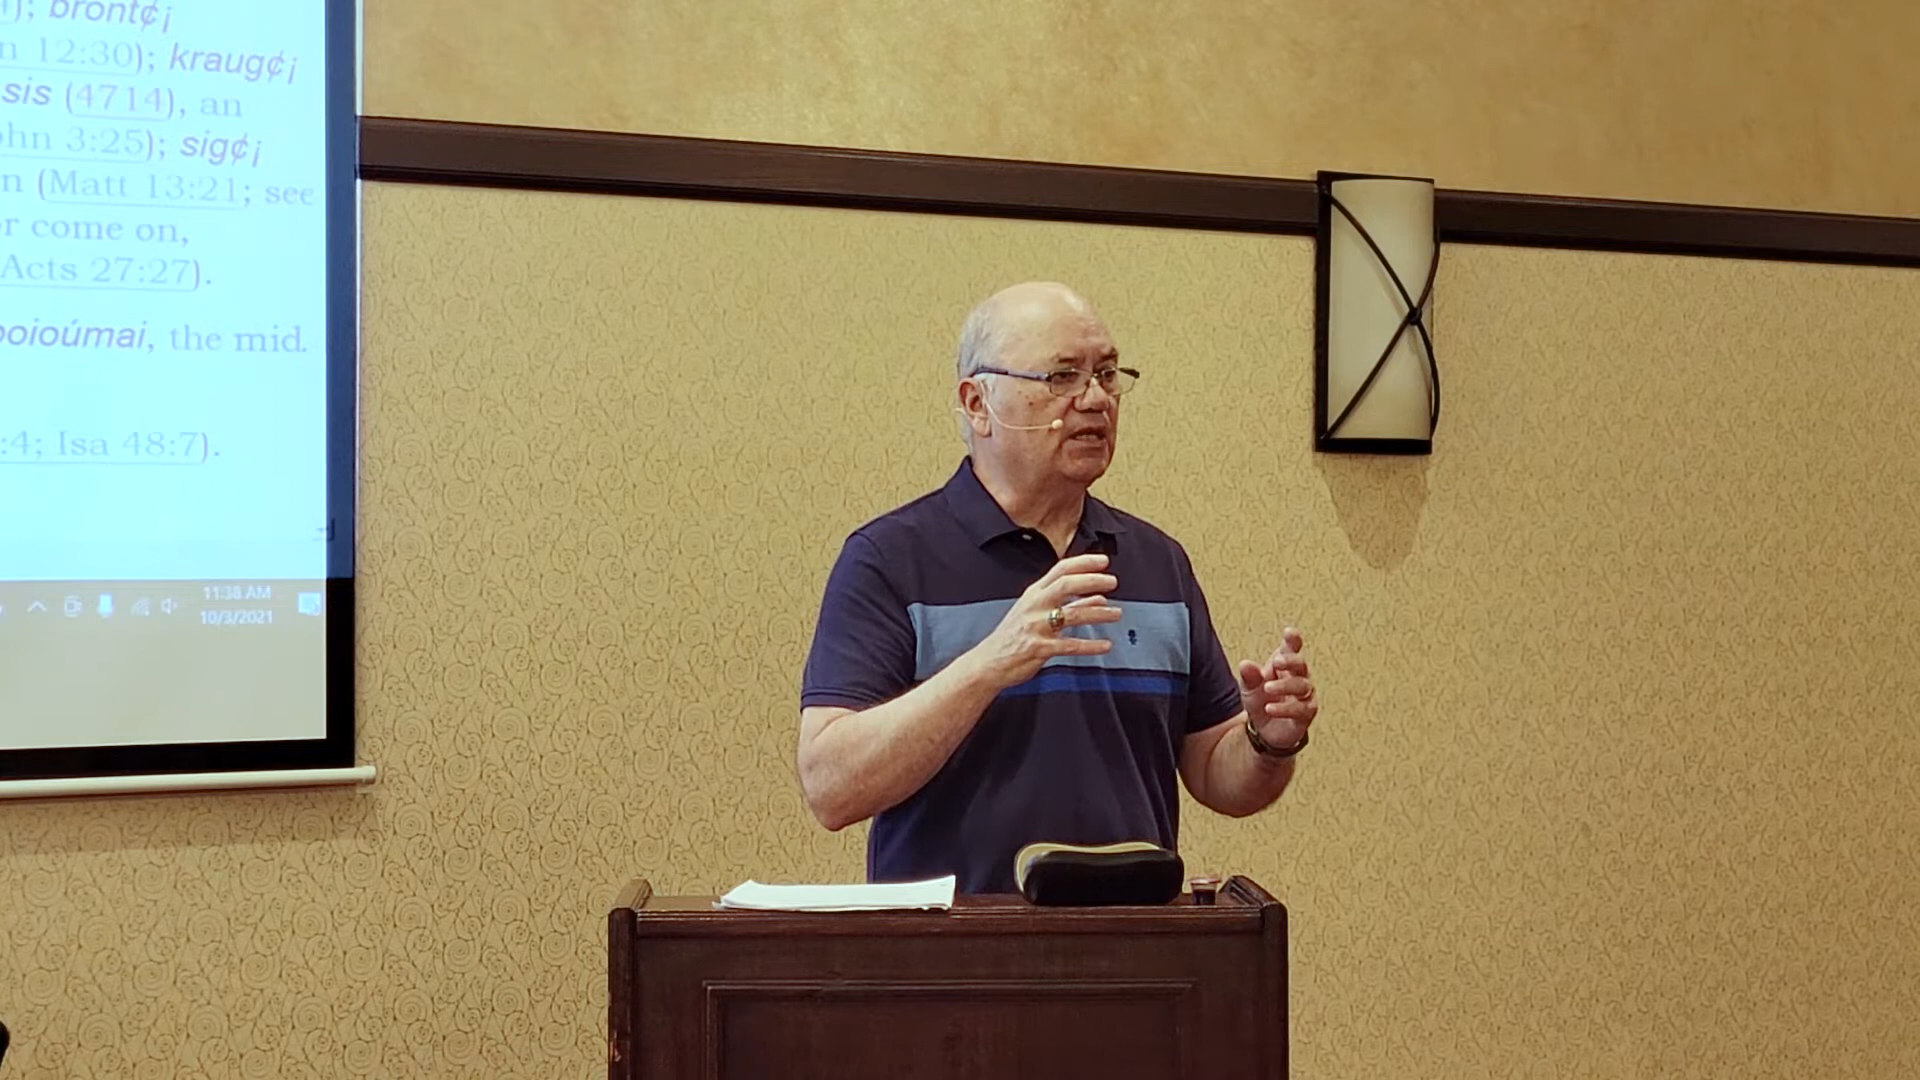 ); bront¢¡
n 12:30); kraug¢¡
sis (4714), an
ohn 3:25); sig¢¡
n (Matt 13:21; see
r come on,
Acts 27:27).
poioúmai, the mid.
:4; Isa 48:7).
11:38 AM
10/3/2021